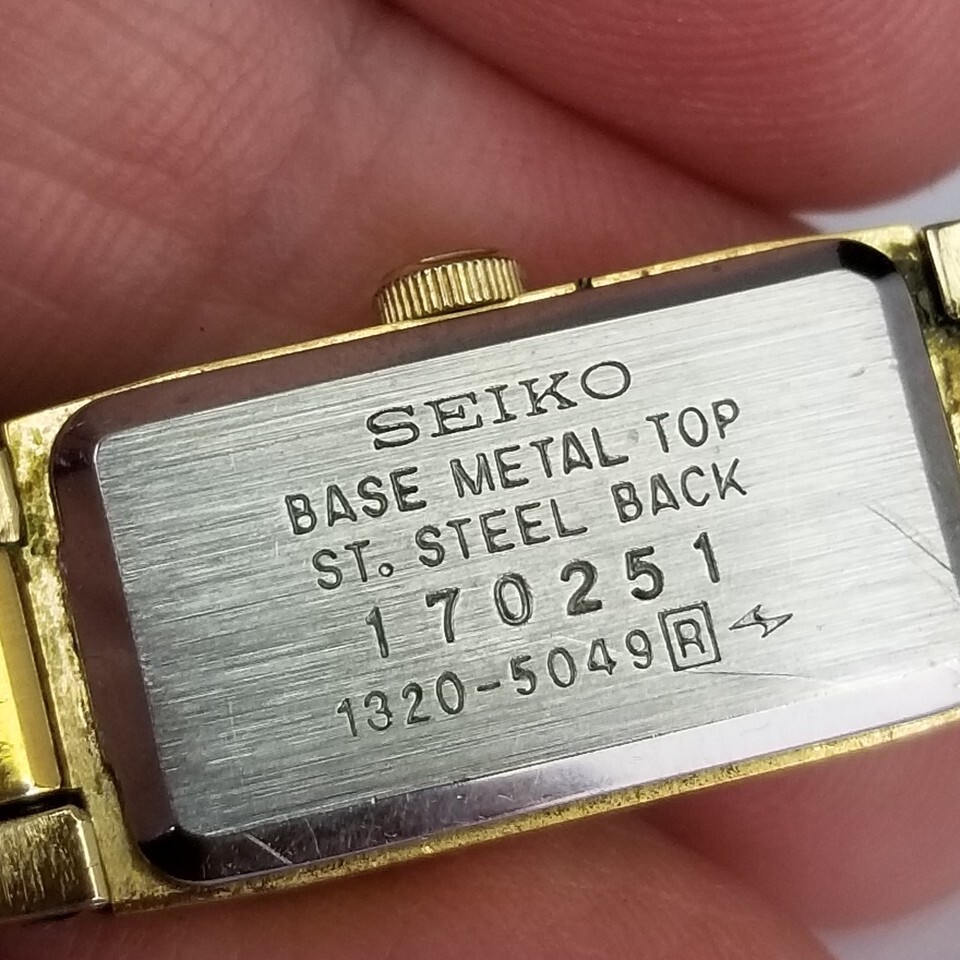 SEIKO
BASE METAL TOP
ST. STEEL BACK
170251
1320-5049 R